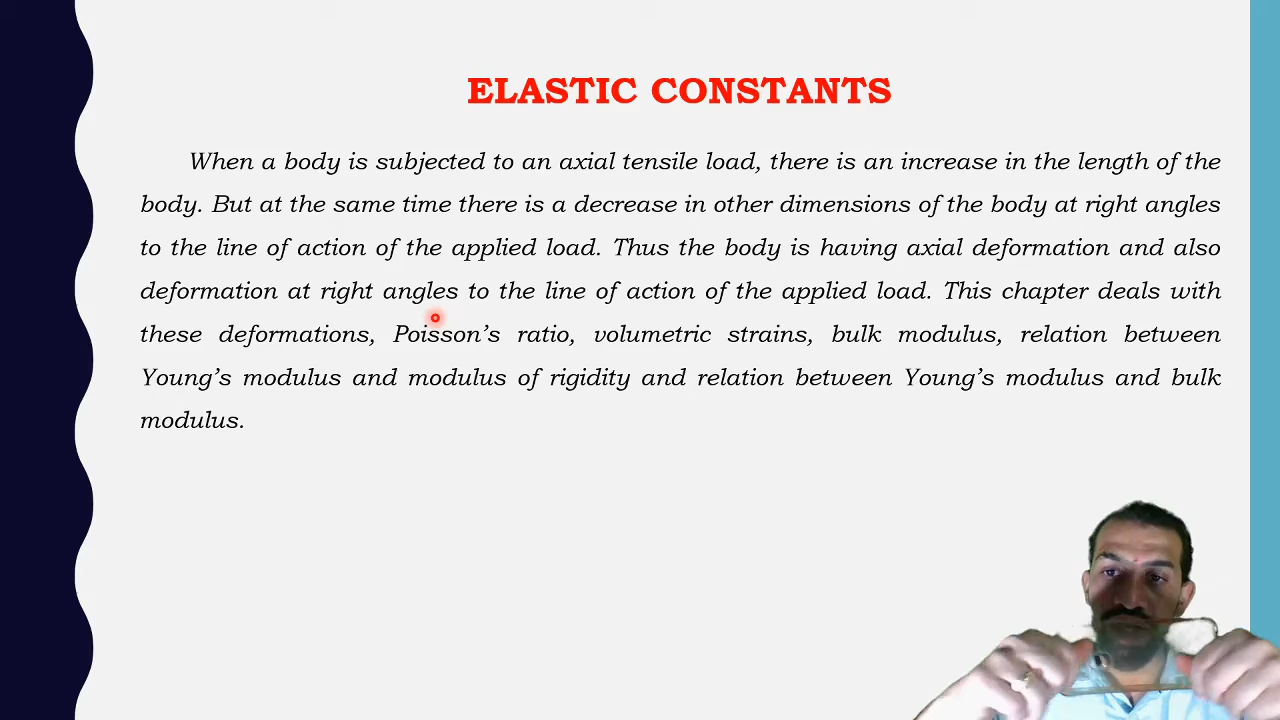 ELASTIC CONSTANTS
When a body is subjected to an axial tensile load, there is an increase in the length of the
body. But at the same time there is a decrease in other dimensions of the body at right angles
to the line of action of the applied load. Thus the body is having axial deformation and also
deformation at right angles to the line of action of the applied load. This chapter deals with
these deformations, Poisson’s ratio, volumetric strains, bulk modulus, relation between
Young’s modulus and modulus of rigidity and relation between Young’s modulus and bulk
modulus.